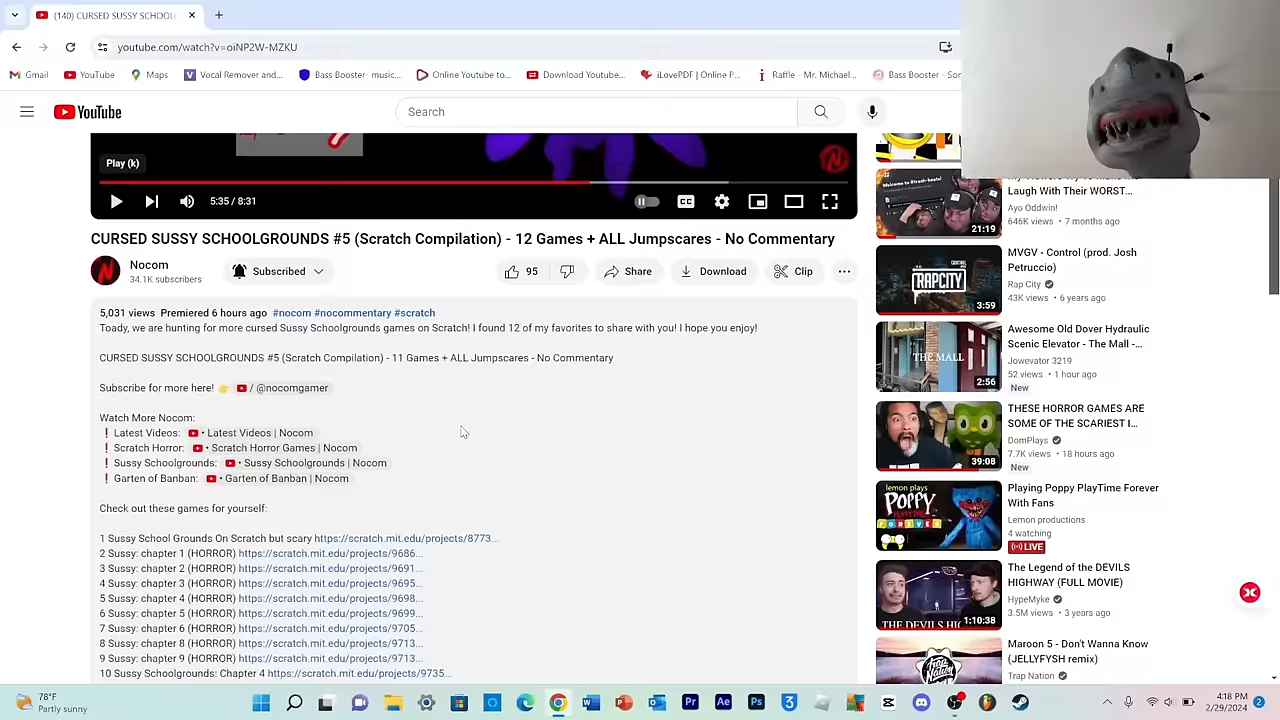 (140) CURSED SUSSY SCHOOL
youtube.com/watch?v=oiNP2W-MZKU
Gmail
YouTube
Maps
Vocal Remover and...
Bass Booster - music...
Online Youtube to...
Download Youtube...
iLovePDF | Online P...
Raffle - Mr. Michael...
Bass Booster - Son
YouTube
Search
Play (k)
5:35 / 8:31
CURSED SUSSY SCHOOLGROUNDS #5 (Scratch Compilation) - 12 Games + ALL Jumpscares - No Commentary
Nocom
34.1K subscribers
Subscribed
95
Share
Download
Clip
5,031 views Premiered 6 hours ago #nocom #nocommentary #scratch
Toady, we are hunting for more cursed Sussy Schoolgrounds games on Scratch! I found 12 of my favorites to share with you! I hope you enjoy!
CURSED SUSSY SCHOOLGROUNDS #5 (Scratch Compilation) - 11 Games + ALL Jumpscares - No Commentary
Subscribe for more here! 👉 / @nocomgamer
Watch More Nocom:
❗ Latest Videos: • Latest Videos | Nocom
❗ Scratch Horror: • Scratch Horror Games | Nocom
❗ Sussy Schoolgrounds: • Sussy Schoolgrounds | Nocom
❗ Garten of Banban: • Garten of Banban | Nocom
Check out these games for yourself:
1 Sussy School Grounds On Scratch but scary https://scratch.mit.edu/projects/8773...
2 Sussy: chapter 1 (HORROR) https://scratch.mit.edu/projects/9686...
3 Sussy: chapter 2 (HORROR) https://scratch.mit.edu/projects/9691...
4 Sussy: chapter 3 (HORROR) https://scratch.mit.edu/projects/9695...
5 Sussy: chapter 4 (HORROR) https://scratch.mit.edu/projects/9698...
6 Sussy: chapter 5 (HORROR) https://scratch.mit.edu/projects/9699...
7 Sussy: chapter 6 (HORROR) https://scratch.mit.edu/projects/9705...
8 Sussy: chapter 8 (HORROR) https://scratch.mit.edu/projects/9713...
9 Sussy: chapter 9 (HORROR) https://scratch.mit.edu/projects/9713...
10 Sussy Schoolgrounds: Chapter 4 https://scratch.mit.edu/projects/9735...
Laugh With Their WORST...
Ayo Oddwin!
646K views • 7 months ago
21:19
MVGV - Control (prod. Josh
Petruccio)
Rap City
43K views • 6 years ago
RAPCITY
3:59
Awesome Old Dover Hydraulic
Scenic Elevator - The Mall -...
Jowevator 3219
52 views • 1 hour ago
New
THE MALL
2:56
THESE HORROR GAMES ARE
SOME OF THE SCARIEST I...
DomPlays
7.7K views • 18 hours ago
New
39:08
Playing Poppy PlayTime Forever
With Fans
Lemon productions
4 watching
LIVE
lemon plays
POPPY
PLAYTIME
FOREVER
The Legend of the DEVILS
HIGHWAY (FULL MOVIE)
HypeMyke
3.5M views • 3 years ago
THE DEVILS HIG
1:10:38
Maroon 5 - Don't Wanna Know
(JELLYFYSH remix)
Trap Nation
78°F
Partly sunny
4:18 PM
2/29/2024
2